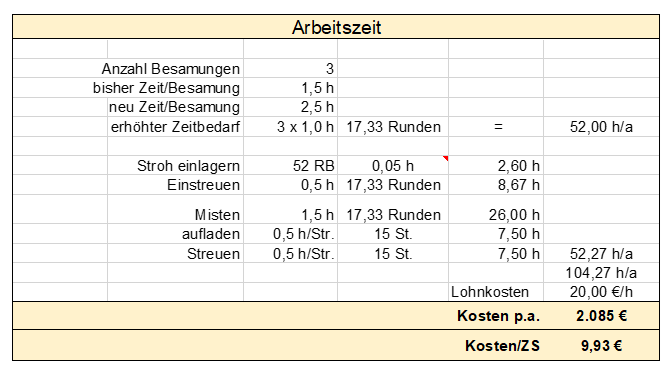 Arbeitszeit
Anzahl Besamungen 3
bisher Zeit/Besamung 1,5 h
neu Zeit/Besamung 2,5 h
erhöhter Zeitbedarf 3 x 1,0 h 17,33 Runden = 52,00 h/a
Stroh einlagern 52 RB 0,05 h 2,60 h
Einstreuen 0,5 h 17,33 Runden 8,67 h
Misten 1,5 h 17,33 Runden 26,00 h
aufladen 0,5 h/Str. 15 St. 7,50 h
Streuen 0,5 h/Str. 15 St. 7,50 h 52,27 h/a
104,27 h/a
Lohnkosten 20,00 €/h
Kosten p.a. 2.085 €
Kosten/ZS 9,93 €